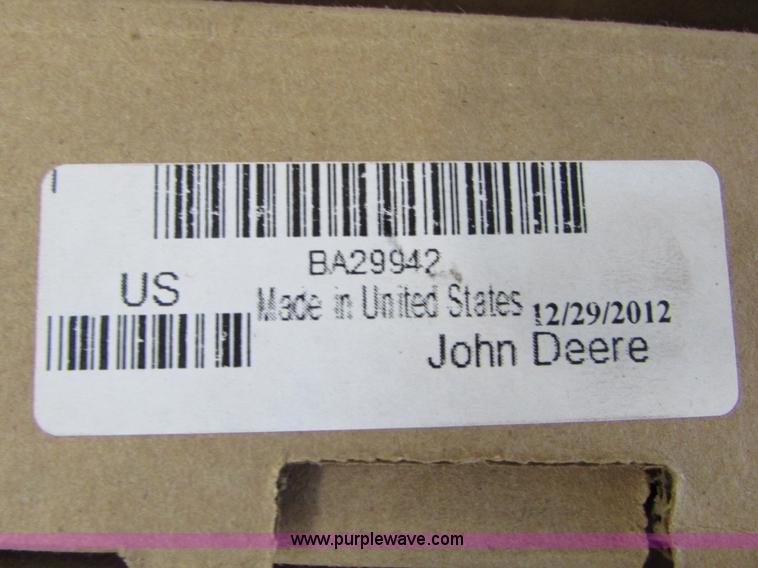 BA29942
US
Made in United States 12/29/2012
John Deere
www.purplewave.com